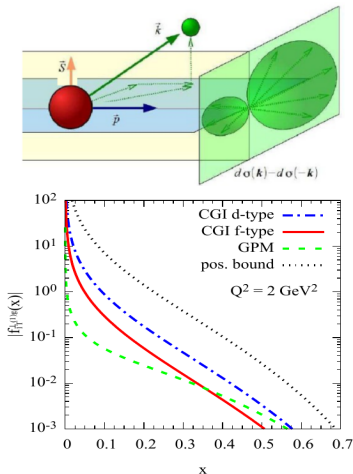 k⃗
S⃗
p⃗
dσ(k)−dσ(−k)
CGI d-type
CGI f-type
GPM
pos. bound
Q² = 2 GeV²
10²
10¹
10⁰
10⁻¹
10⁻²
10⁻³
0 0.1 0.2 0.3 0.4 0.5 0.6 0.7
x